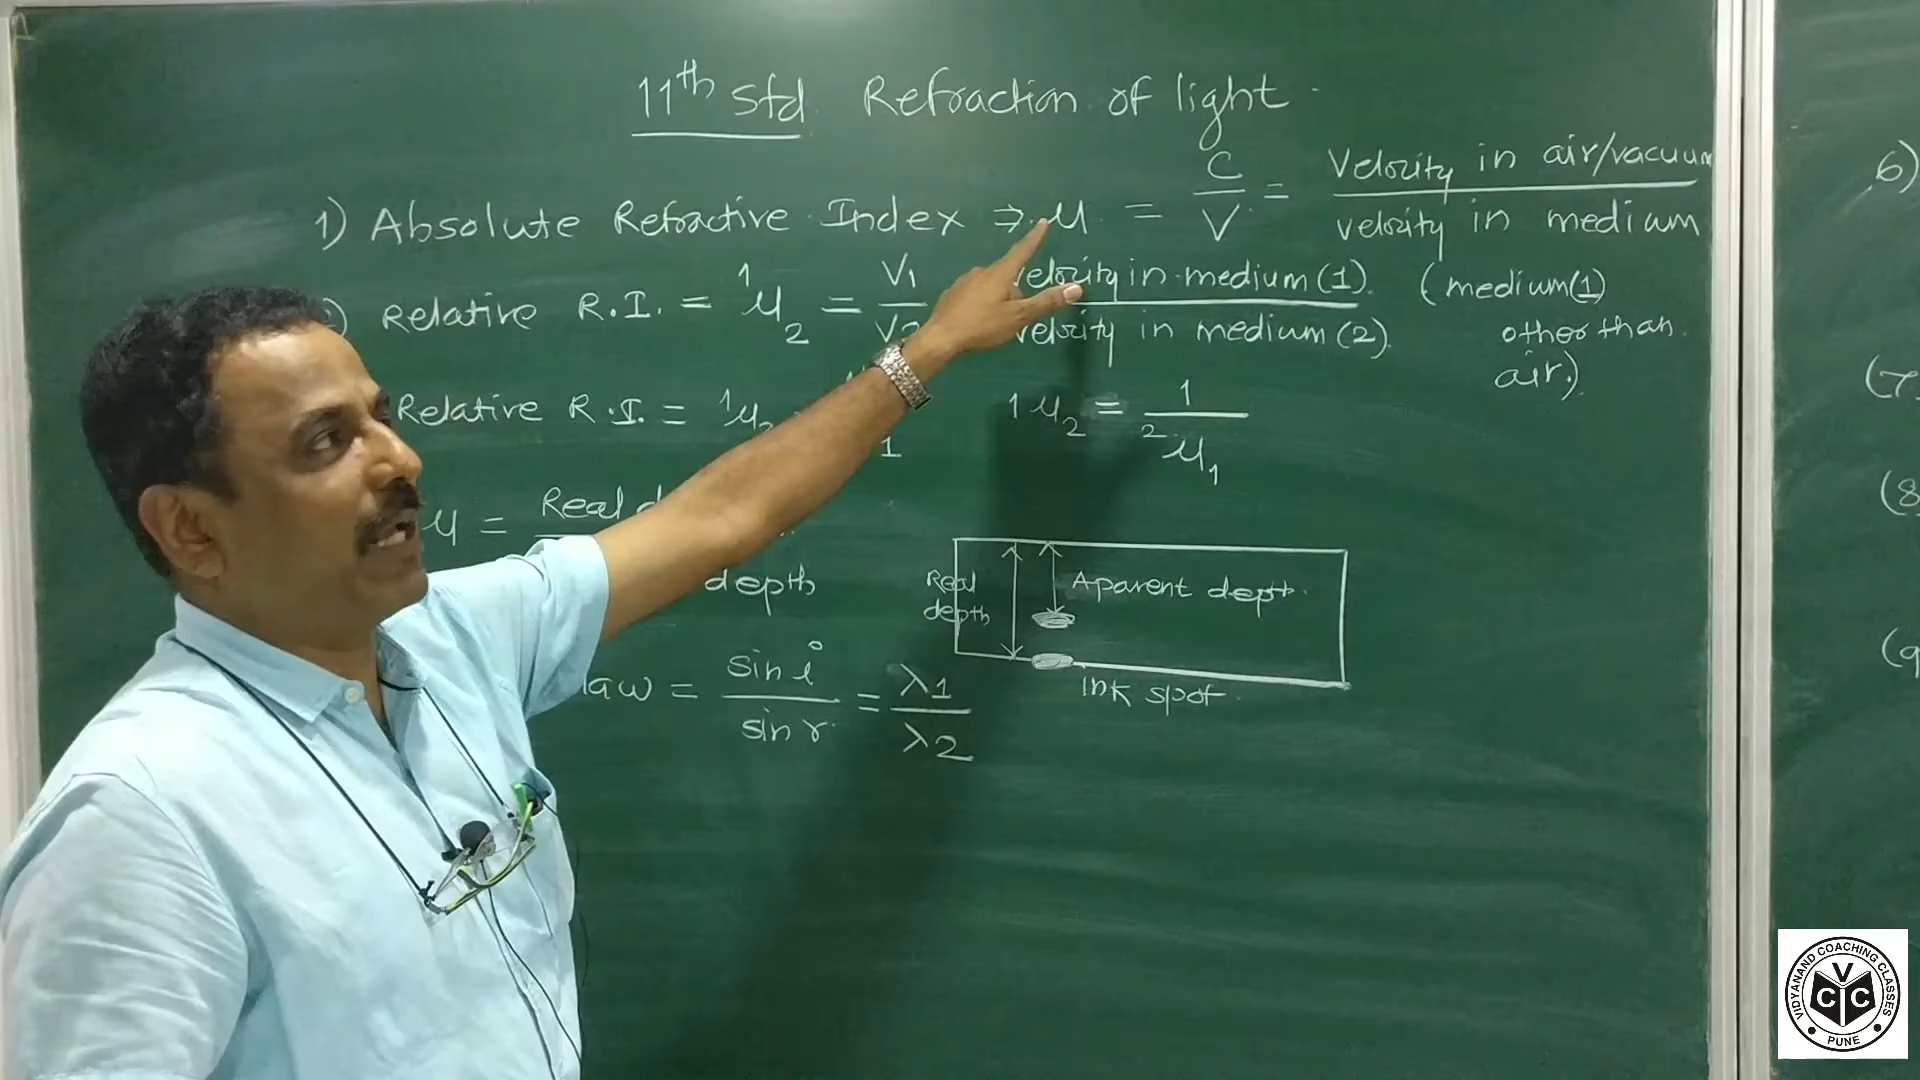 11th Std Refraction of light
1) Absolute Refractive Index ⇒ μ = C/V = Velocity in air/vacuum / velocity in medium
Relative R.I. = ¹μ₂ = V₁/V₂ velocity in medium (1) / velocity in medium (2) (medium(1) other than air.)
Relative R.I. = ¹μ₂ 1μ₂ = 1/²μ₁
μ = Real
depth
Real depth
Aparent depth.
law = sin i / sin r = λ1/λ2
Ink spot
6)
(7
(8
(9
VIDYANAND COACHING CLASSES
VCC
PUNE